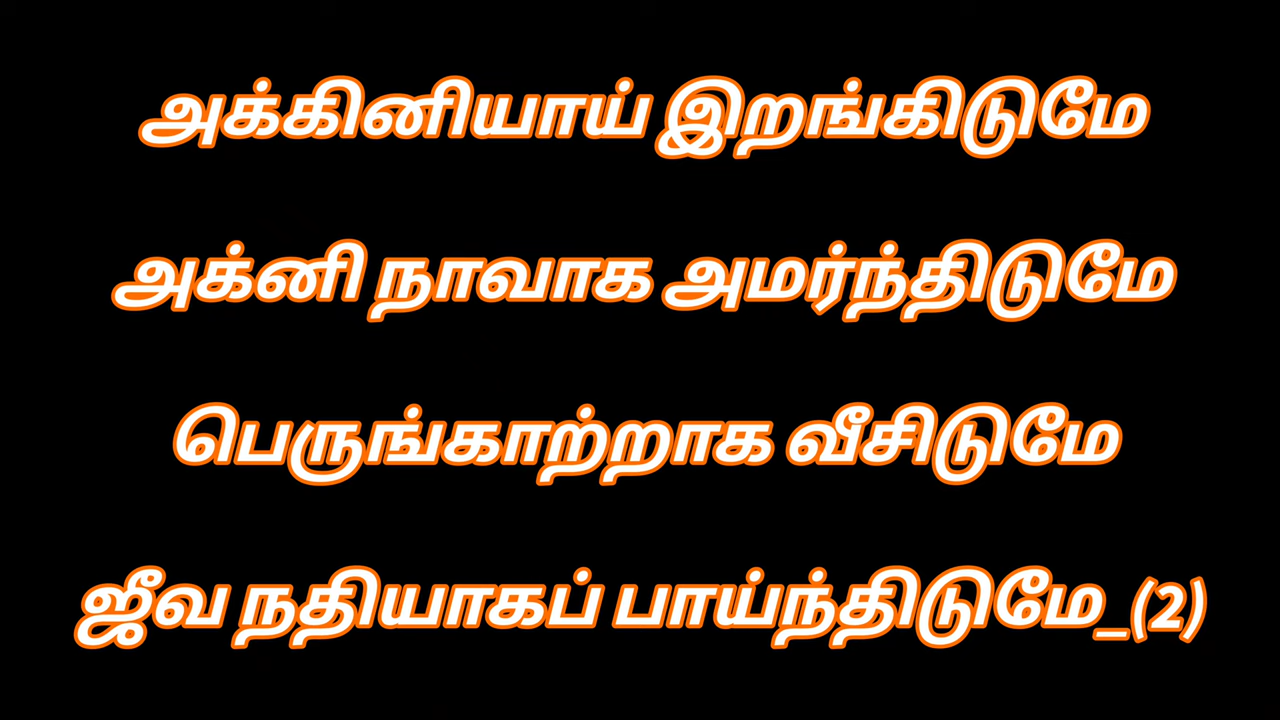 அக்கினியாய் இறங்கிடுமே
அக்னி நாவாக அமர்ந்திடுமே
பெருங்காற்றாக வீசிடுமே
ஜீவ நதியாகப் பாய்ந்திடுமே_(2)